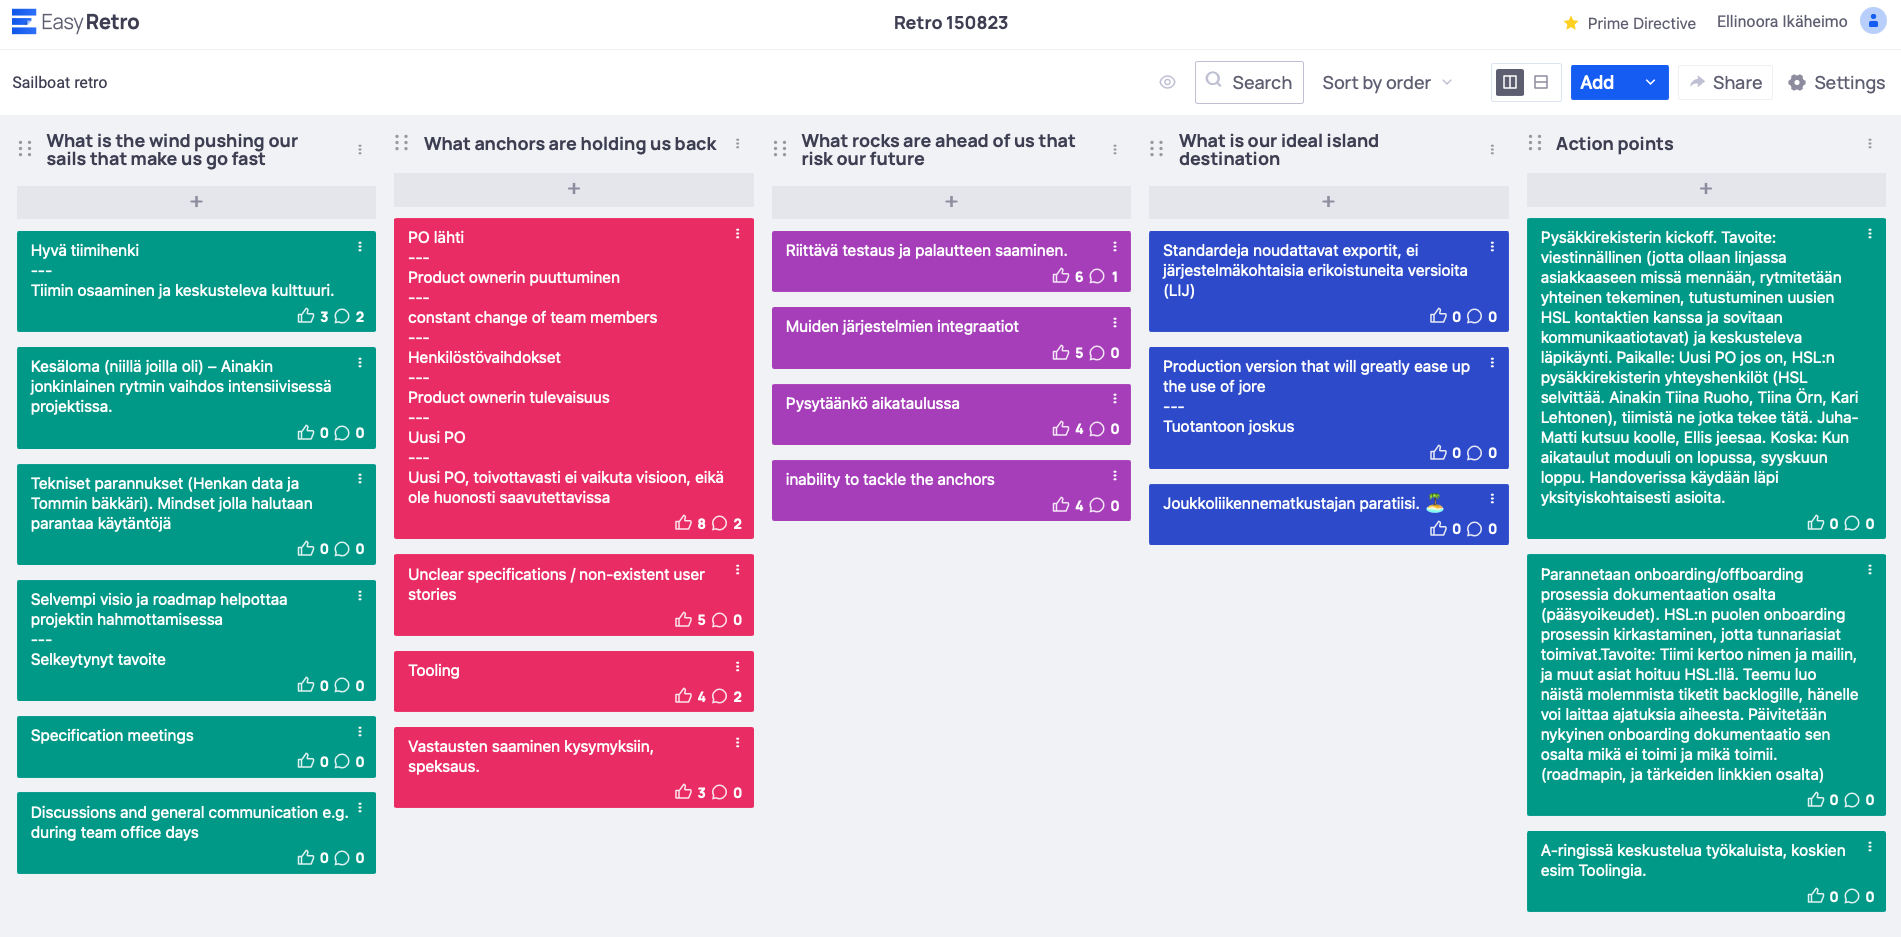 EasyRetro
Retro 150823
Prime Directive
Ellinoora Ikäheimo
Sailboat retro
Search
Sort by order
Add
Share
Settings
What is the wind pushing our
sails that make us go fast
+
Hyvä tiimihenki
---
Tiimin osaaminen ja keskusteleva kulttuuri.
3 2
Kesäloma (niillä joilla oli) – Ainakin
jonkinlainen rytmin vaihdos intensiivisessä
projektissa.
0 0
Tekniset parannukset (Henkan data ja
Tommin bäkkäri). Mindset jolla halutaan
parantaa käytäntöjä
0 0
Selvempi visio ja roadmap helpottaa
projektin hahmottamisessa
---
Selkeytynyt tavoite
0 0
Specification meetings
0 0
Discussions and general communication e.g.
during team office days
0 0
What anchors are holding us back
+
PO lähti
---
Product ownerin puuttuminen
---
constant change of team members
---
Henkilöstövaihdokset
---
Product ownerin tulevaisuus
---
Uusi PO
---
Uusi PO, toivottavasti ei vaikuta visioon, eikä
ole huonosti saavutettavissa
8 2
Unclear specifications / non-existent user
stories
5 0
Tooling
4 2
Vastausten saaminen kysymyksiin,
speksaus.
3 0
What rocks are ahead of us that
risk our future
+
Riittävä testaus ja palautteen saaminen.
6 1
Muiden järjestelmien integraatiot
5 0
Pysytäänkö aikataulussa
4 0
inability to tackle the anchors
4 0
What is our ideal island
destination
+
Standardeja noudattavat exportit, ei
järjestelmäkohtaisia erikoistuneita versioita
(LIJ)
0 0
Production version that will greatly ease up
the use of jore
---
Tuotantoon joskus
0 0
Joukkoliikennematkustajan paratiisi. 🏝️
0 0
Action points
+
Pysäkkirekisterin kickoff. Tavoite:
viestinnällinen (jotta ollaan linjassa
asiakkaaseen missä mennään, rytmitetään
yhteinen tekeminen, tutustuminen uusien
HSL kontaktien kanssa ja sovitaan
kommunikaatiotavat) ja keskusteleva
läpikäynti. Paikalle: Uusi PO jos on, HSL:n
pysäkkirekisterin yhteyshenkilöt (HSL
selvittää. Ainakin Tiina Ruoho, Tiina Örn, Kari
Lehtonen), tiimistä ne jotka tekee tätä. Juha-
Matti kutsuu koolle, Ellis jeesaa. Koska: Kun
aikataulut moduuli on lopussa, syyskuun
loppu. Handoverissa käydään läpi
yksityiskohtaisesti asioita.
0 0
Parannetaan onboarding/offboarding
prosessia dokumentaation osalta
(pääsyoikeudet). HSL:n puolen onboarding
prosessin kirkastaminen, jotta tunnariasiat
toimivat.Tavoite: Tiimi kertoo nimen ja mailin,
ja muut asiat hoituu HSL:llä. Teemu luo
näistä molemmista tiketit backlogille, hänelle
voi laittaa ajatuksia aiheesta. Päivitetään
nykyinen onboarding dokumentaatio sen
osalta mikä ei toimi ja mikä toimii.
(roadmapin, ja tärkeiden linkkien osalta)
0 0
A-ringissä keskustelua työkaluista, koskien
esim Toolingia.
0 0